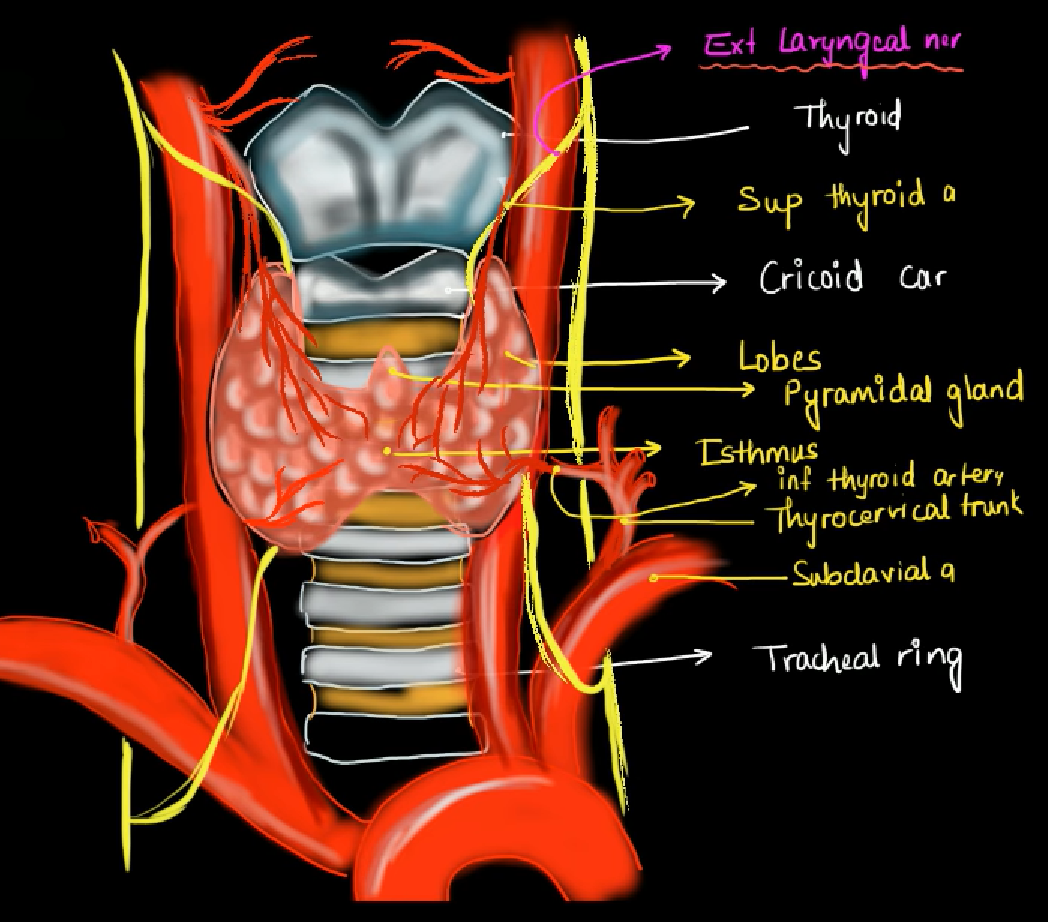 Ext Laryngeal ner
Thyroid
Sup thyroid a
Cricoid car
Lobes
Pyramidal gland
Isthmus
inf thyroid artery
Thyrocervical trunk
Subclavial a
Tracheal ring